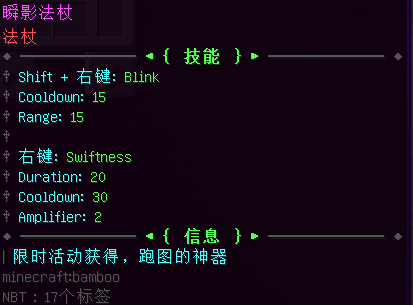 瞬影法杖
法杖
◆ ◄ { 技能 } ► ◆
† Shift + 右键: Blink
† Cooldown: 15
† Range: 15
†
† 右键: Swiftness
† Duration: 20
† Cooldown: 30
† Amplifier: 2
◆ ◄ { 信息 } ► ◆
| 限时活动获得, 跑图的神器
minecraft:bamboo
NBT : 17个标签